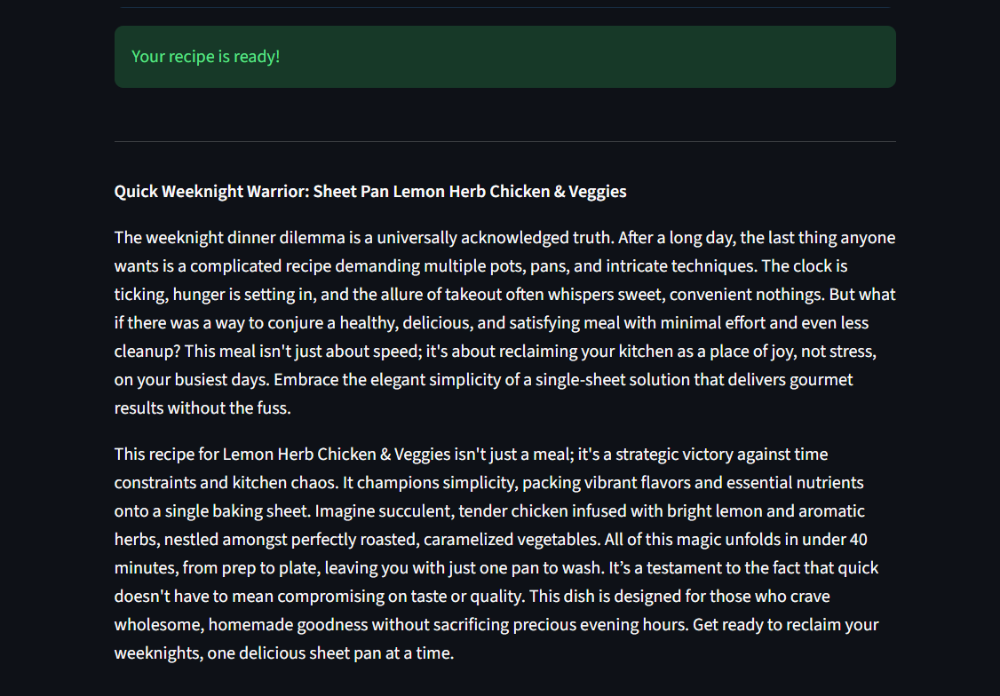 Your recipe is ready!
Quick Weeknight Warrior: Sheet Pan Lemon Herb Chicken & Veggies
The weeknight dinner dilemma is a universally acknowledged truth. After a long day, the last thing anyone
wants is a complicated recipe demanding multiple pots, pans, and intricate techniques. The clock is
ticking, hunger is setting in, and the allure of takeout often whispers sweet, convenient nothings. But what
if there was a way to conjure a healthy, delicious, and satisfying meal with minimal effort and even less
cleanup? This meal isn't just about speed; it's about reclaiming your kitchen as a place of joy, not stress,
on your busiest days. Embrace the elegant simplicity of a single-sheet solution that delivers gourmet
results without the fuss.
This recipe for Lemon Herb Chicken & Veggies isn't just a meal; it's a strategic victory against time
constraints and kitchen chaos. It champions simplicity, packing vibrant flavors and essential nutrients
onto a single baking sheet. Imagine succulent, tender chicken infused with bright lemon and aromatic
herbs, nestled amongst perfectly roasted, caramelized vegetables. All of this magic unfolds in under 40
minutes, from prep to plate, leaving you with just one pan to wash. It’s a testament to the fact that quick
doesn't have to mean compromising on taste or quality. This dish is designed for those who crave
wholesome, homemade goodness without sacrificing precious evening hours. Get ready to reclaim your
weeknights, one delicious sheet pan at a time.